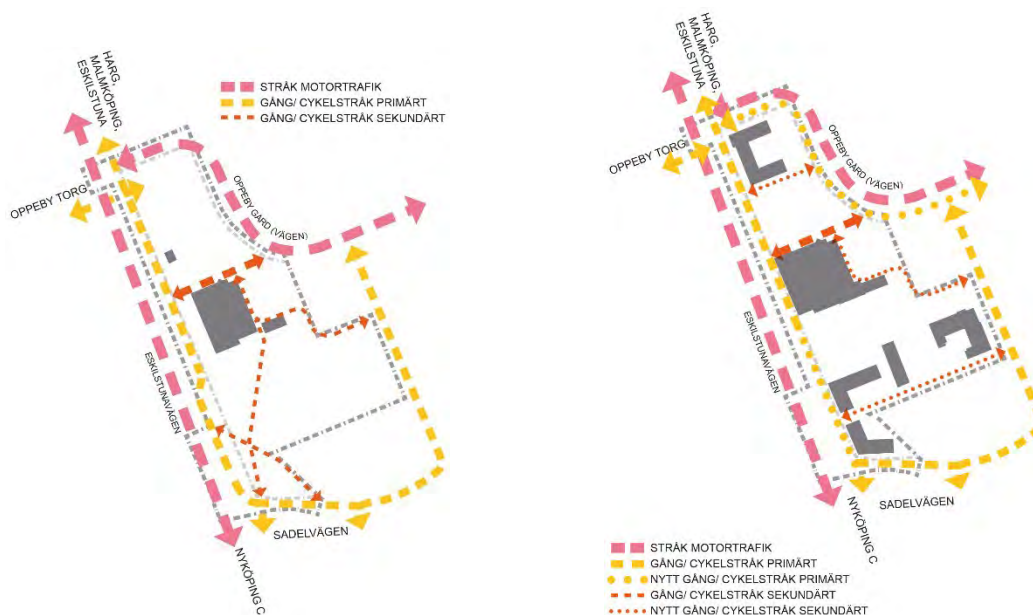 HARG,
MALMKÖPING,
ESKILSTUNA
STRÅK MOTORTRAFIK
GÅNG/ CYKELSTRÅK PRIMÄRT
GÅNG/ CYKELSTRÅK SEKUNDÄRT
OPPEBY TORG
OPPEBY GÅRD (VÄGEN)
ESKILSTUNAVÄGEN
SADELVÄGEN
NYKÖPING C
HARG,
MALMKÖPING,
ESKILSTUNA
OPPEBY TORG
OPPEBY GÅRD (VÄGEN)
ESKILSTUNAVÄGEN
SADELVÄGEN
NYKÖPING C
STRÅK MOTORTRAFIK
GÅNG/ CYKELSTRÅK PRIMÄRT
NYTT GÅNG/ CYKELSTRÅK PRIMÄRT
GÅNG/ CYKELSTRÅK SEKUNDÄRT
NYTT GÅNG/ CYKELSTRÅK SEKUNDÄRT